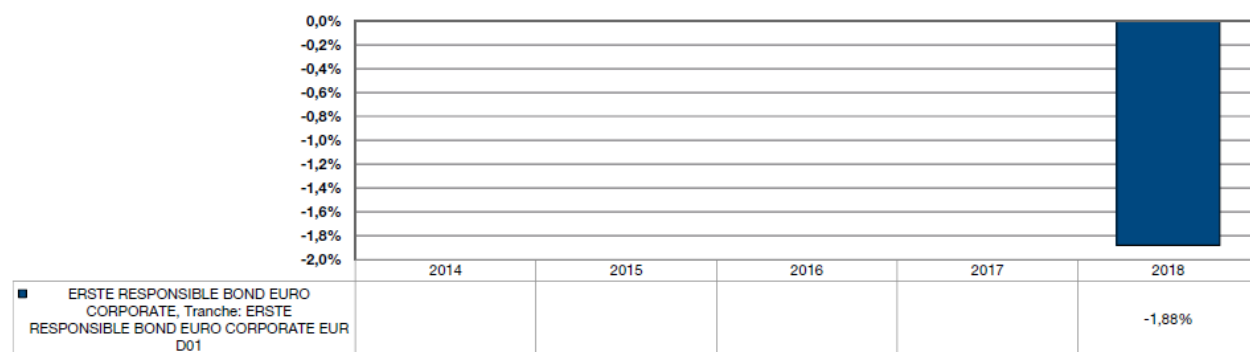 0,0%
-0,2%
-0,4%
-0,6%
-0,8%
-1,0%
-1,2%
-1,4%
-1,6%
-1,8%
-2,0%
2014 2015 2016 2017 2018
ERSTE RESPONSIBLE BOND EURO
CORPORATE, Tranche: ERSTE
RESPONSIBLE BOND EURO CORPORATE EUR
D01
-1,88%